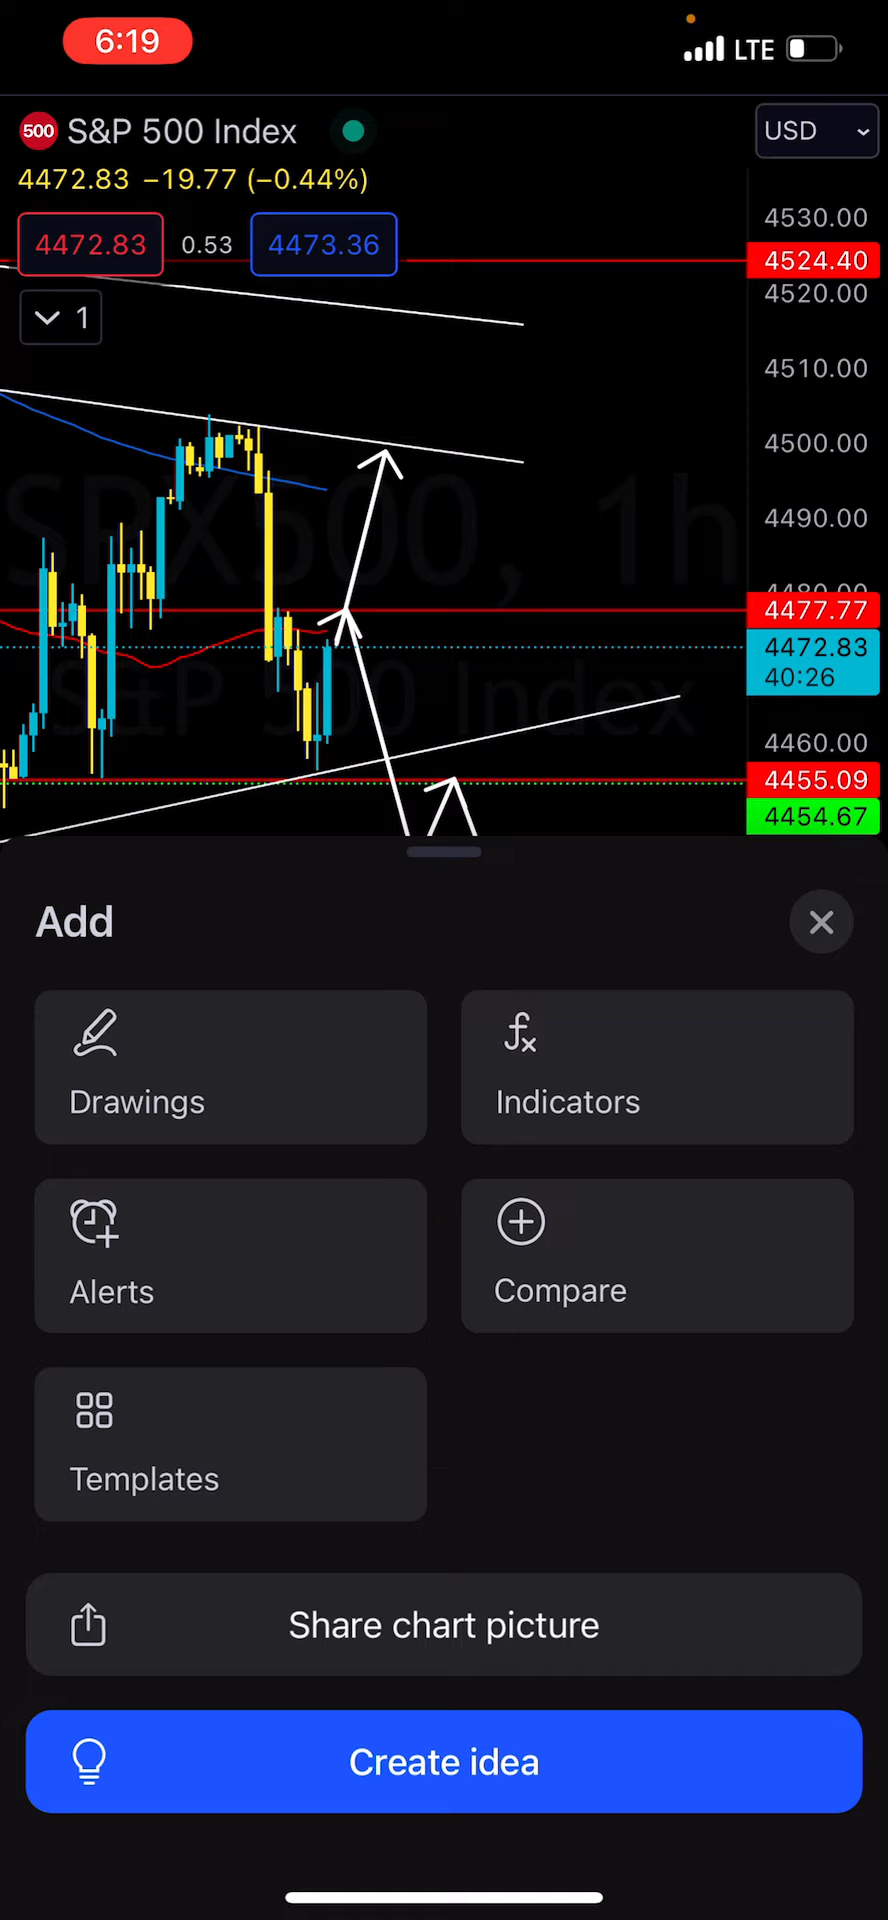 6:19
LTE
500 S&P 500 Index
USD
4472.83 −19.77 (−0.44%)
4472.83 0.53 4473.36
1
4530.00
4524.40
4520.00
4510.00
4500.00
4490.00
4480.00
4477.77
4472.83
40:26
4460.00
4455.09
4454.67
SPX500, 1h
S&P 500 Index
Add
Drawings
fx
Indicators
Alerts
Compare
Templates
Share chart picture
Create idea